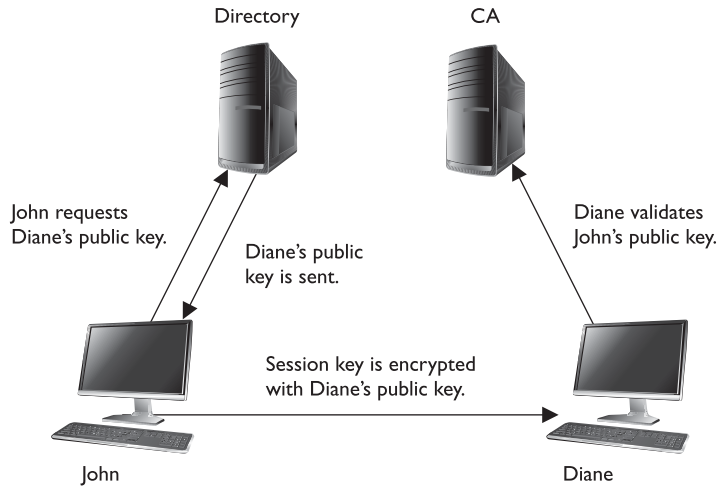 Directory
CA
John requests
Diane's public key.
Diane's public
key is sent.
Diane validates
John's public key.
Session key is encrypted
with Diane's public key.
John
Diane